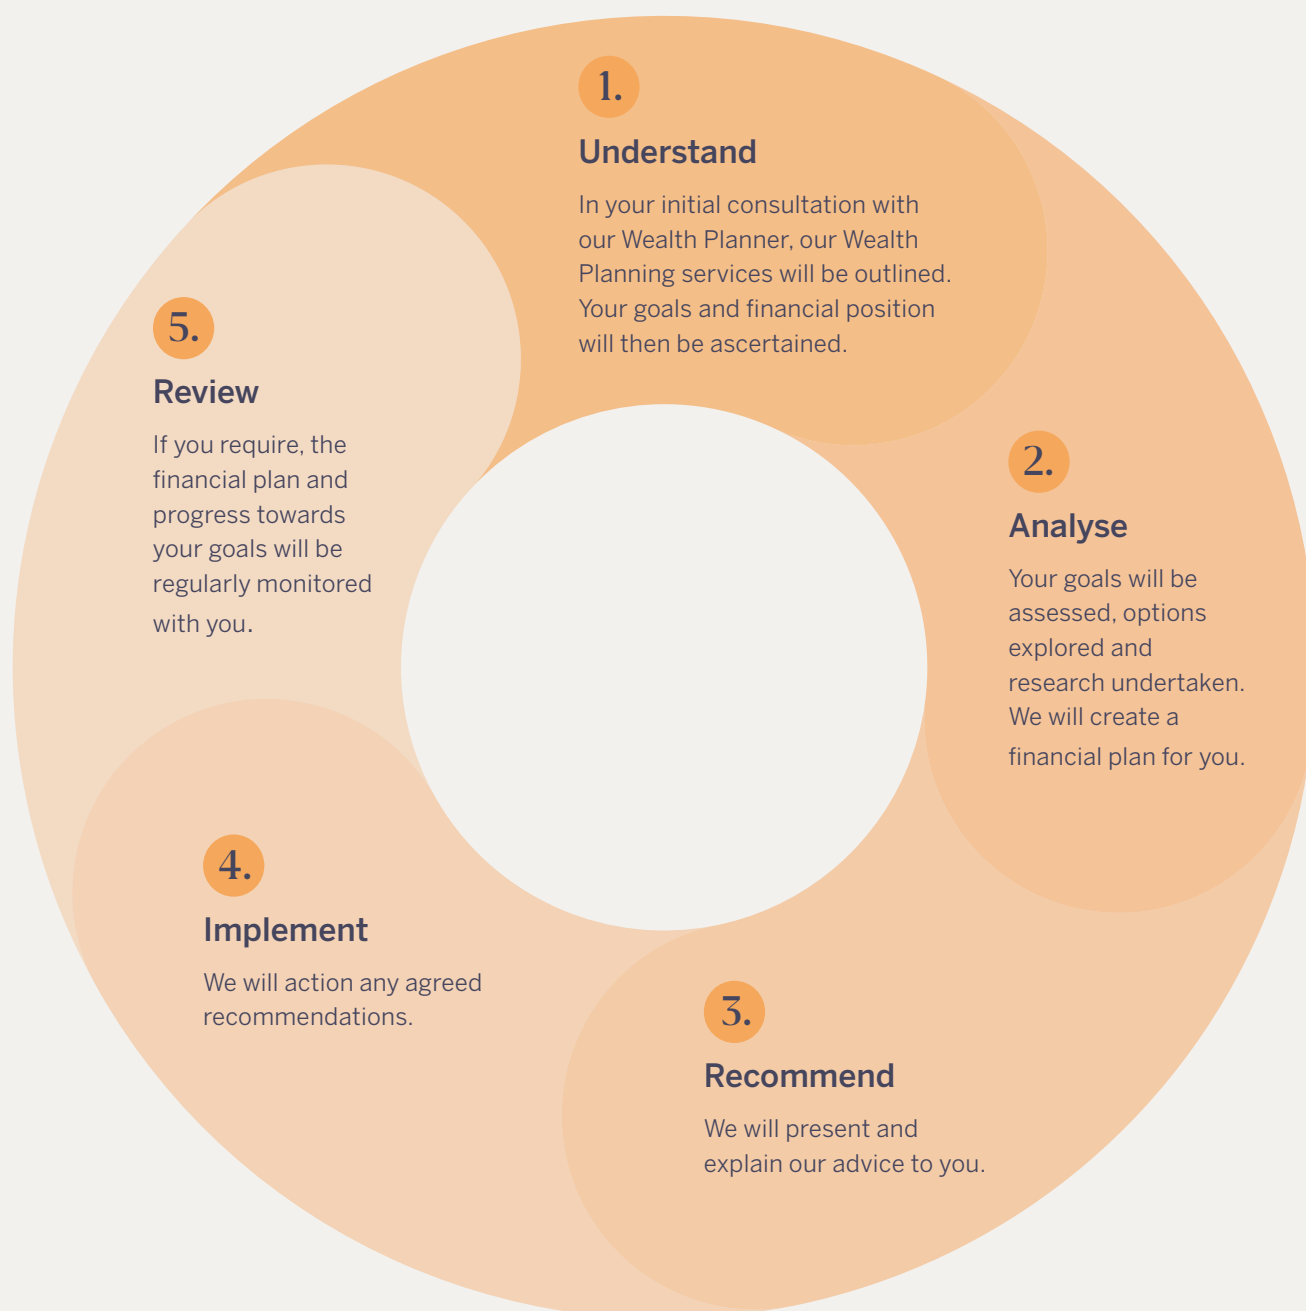 1.
Understand
In your initial consultation with
our Wealth Planner, our Wealth
Planning services will be outlined.
Your goals and financial position
will then be ascertained.
2.
Analyse
Your goals will be
assessed, options
explored and
research undertaken.
We will create a
financial plan for you.
3.
Recommend
We will present and
explain our advice to you.
4.
Implement
We will action any agreed
recommendations.
5.
Review
If you require, the
financial plan and
progress towards
your goals will be
regularly monitored
with you.